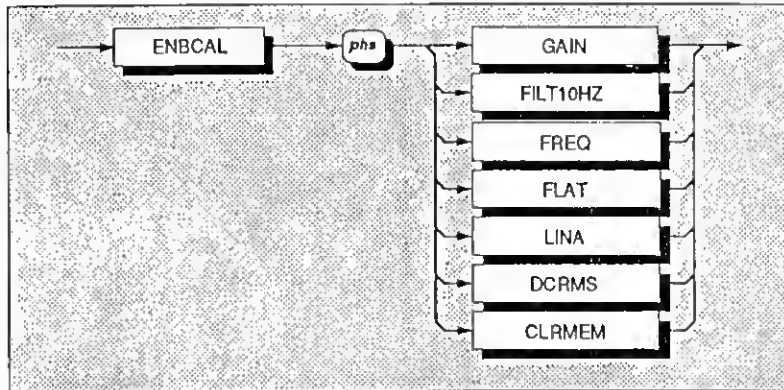 ENBCAL phs GAIN
FILT10HZ
FREQ
FLAT
LINA
DCRMS
CLRMEM